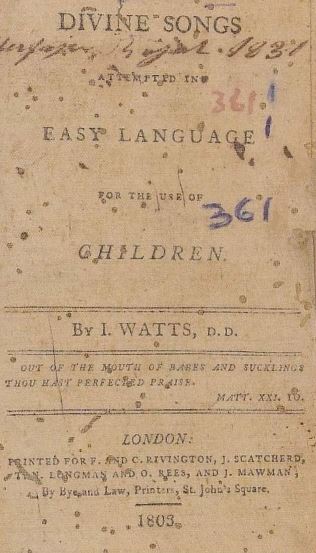 DIVINE SONGS
1837
ATTEMPTED IN
361
EASY LANGUAGE
FOR THE USE OF
361
CHILDREN.
By I. WATTS, D.D.
OUT OF THE MOUTH OF BABES AND SUCKLINGS
THOU HAST PERFECTED PRAISE.
MATT. XXI. 16.
LONDON:
PRINTED FOR F. AND C. RIVINGTON, J. SCATCHERD,
T. N. LONGMAN AND O. REES, AND J. MAWMAN;
By Bye and Law, Printers, St. John's Square.
1803.